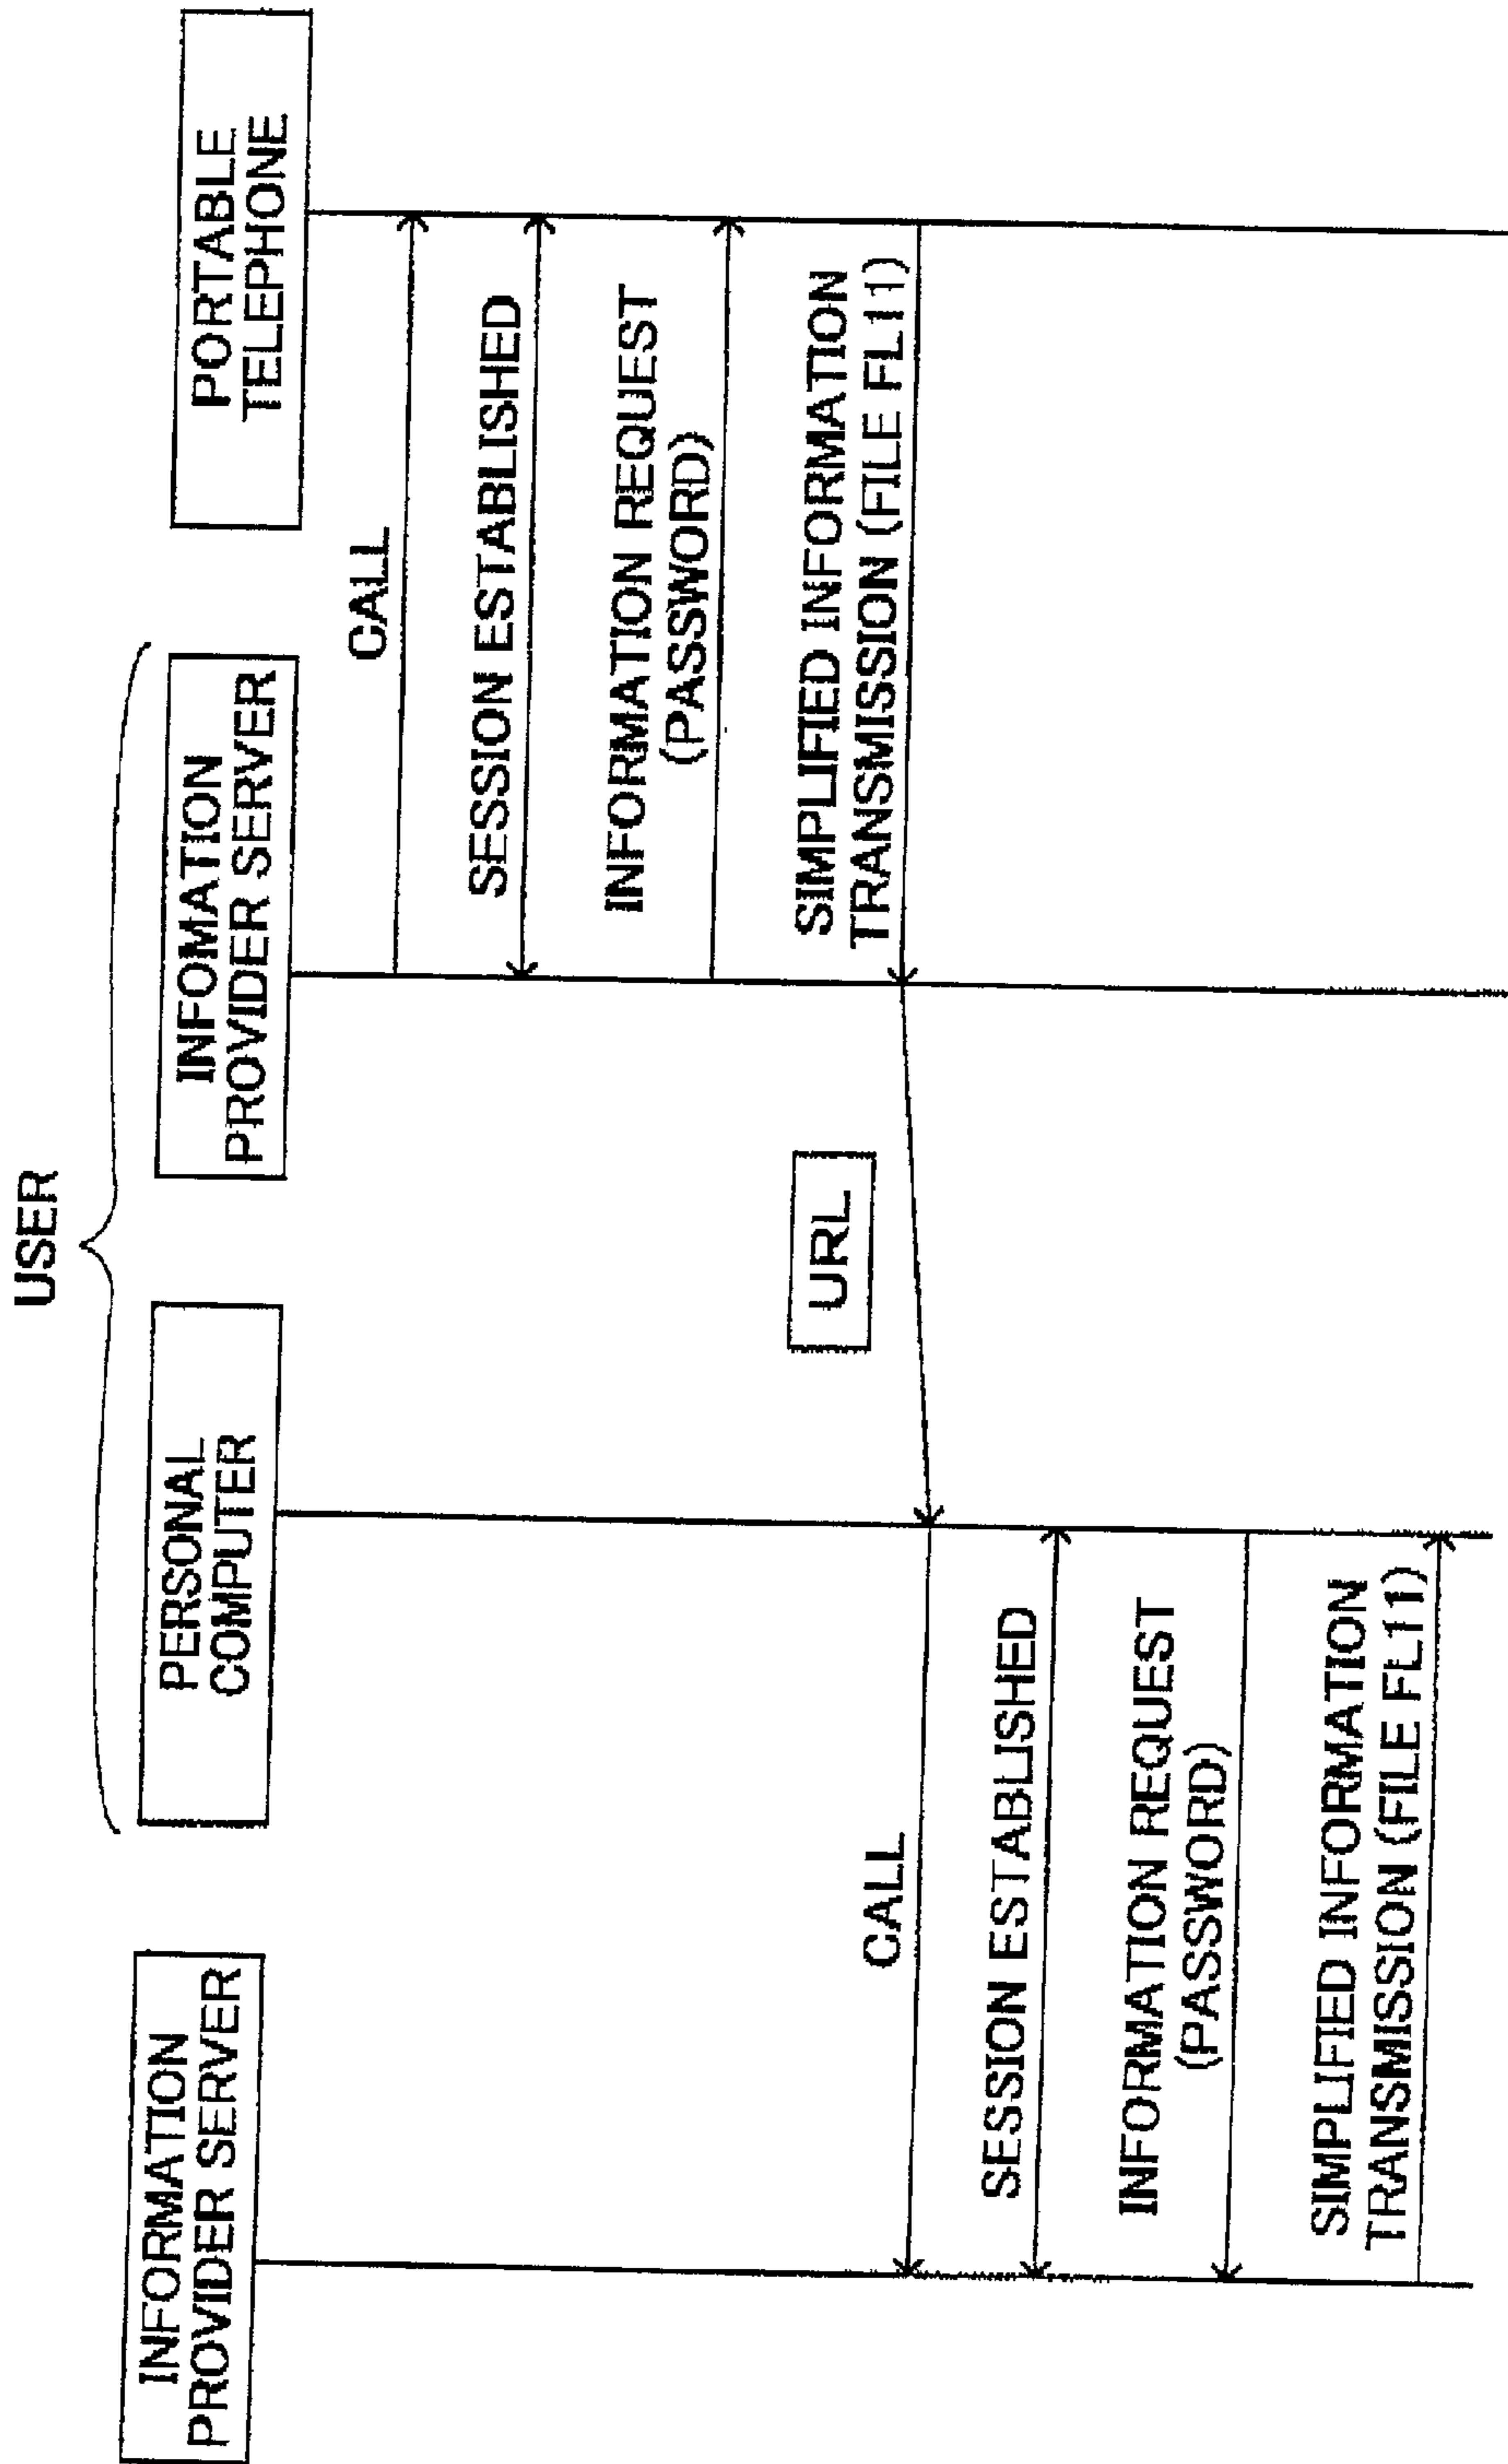 USER
INFORMATION
PROVIDER SERVER
PERSONAL
COMPUTER
INFOMATION
PROVIDER SERVER
PORTABLE
TELEPHONE
CALL
SESSION ESTABLISHED
INFORMATION REQUEST
(PASSWORD)
SIMPLIFIED INFORMATION
TRANSMISSION (FILE FL11)
URL
CALL
SESSION ESTABLISHED
INFORMATION REQUEST
(PASSWORD)
SIMPLIFIED INFORMATION
TRANSMISSION (FILE FL11)